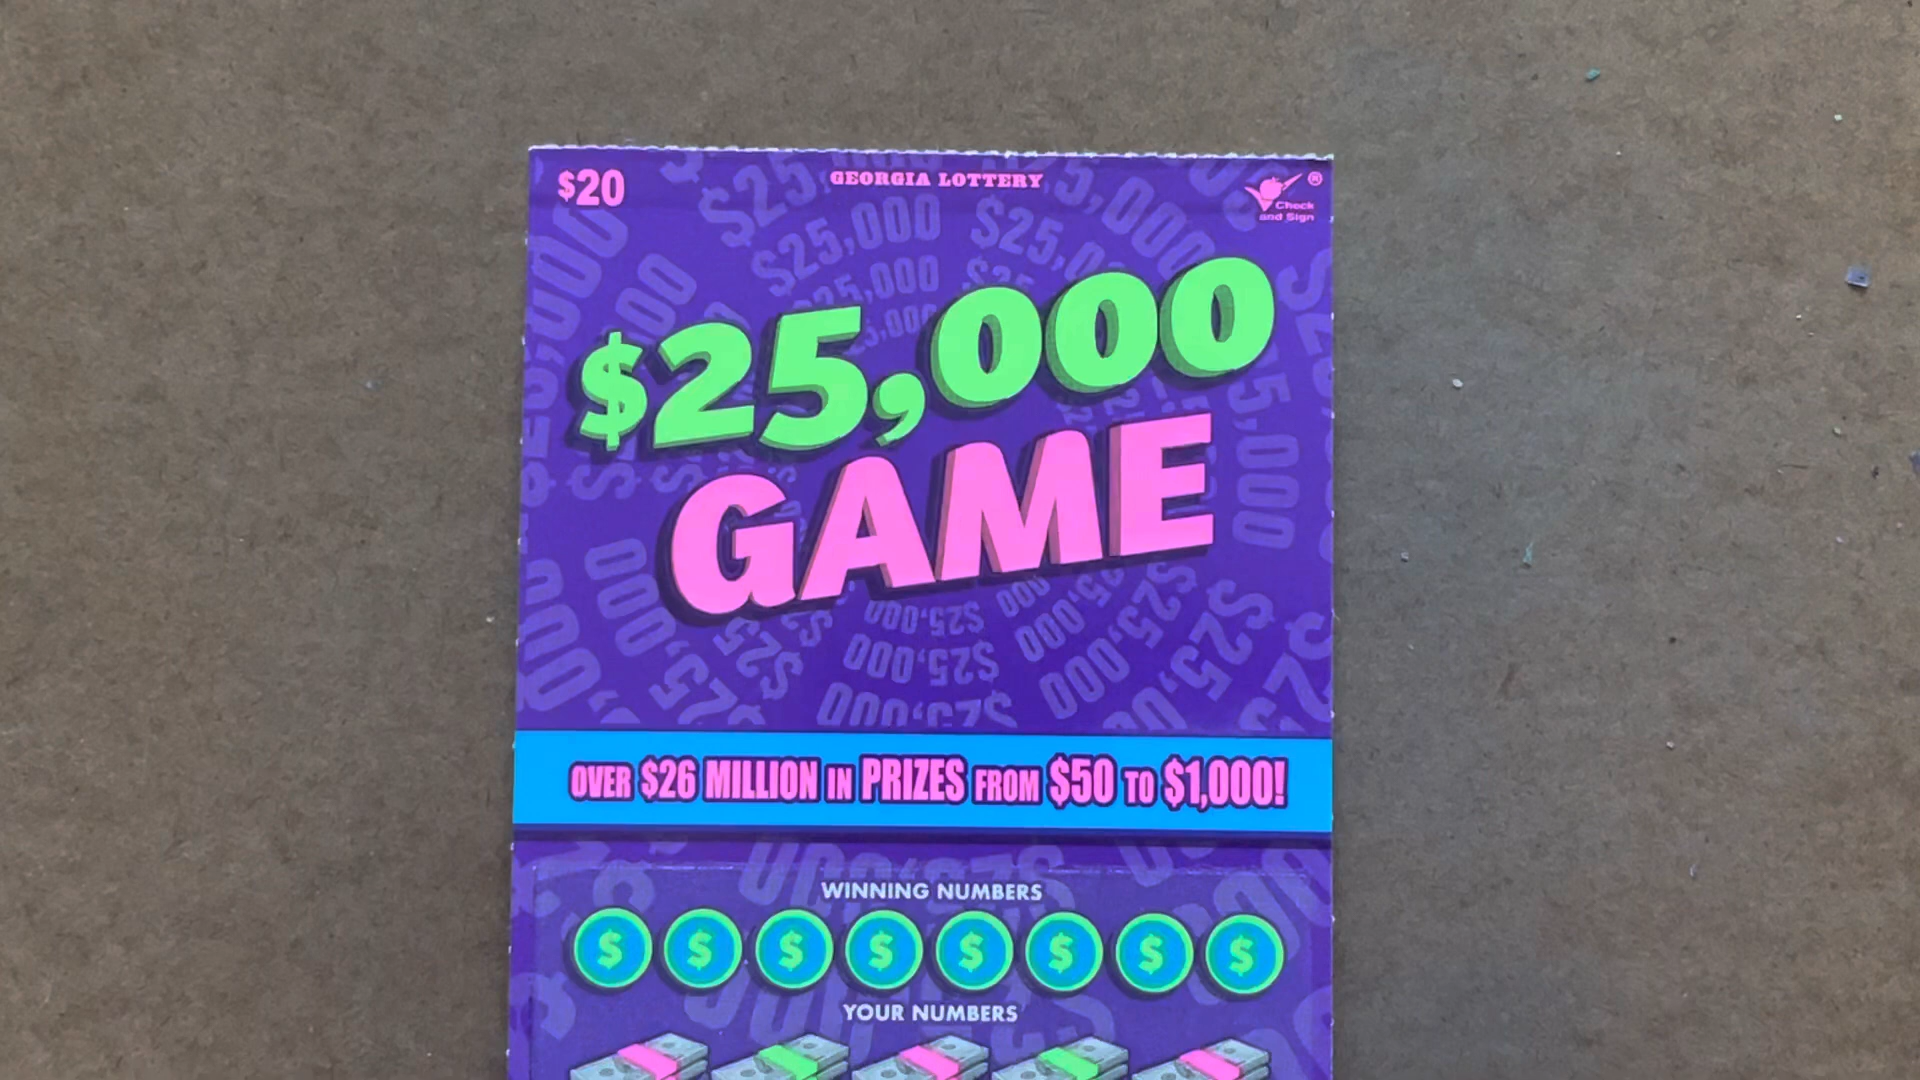 $20
GEORGIA LOTTERY
Check
and Sign
®
$25,000
GAME
OVER $26 MILLION IN PRIZES FROM $50 TO $1,000!
WINNING NUMBERS
$ $ $ $ $ $ $ $
YOUR NUMBERS